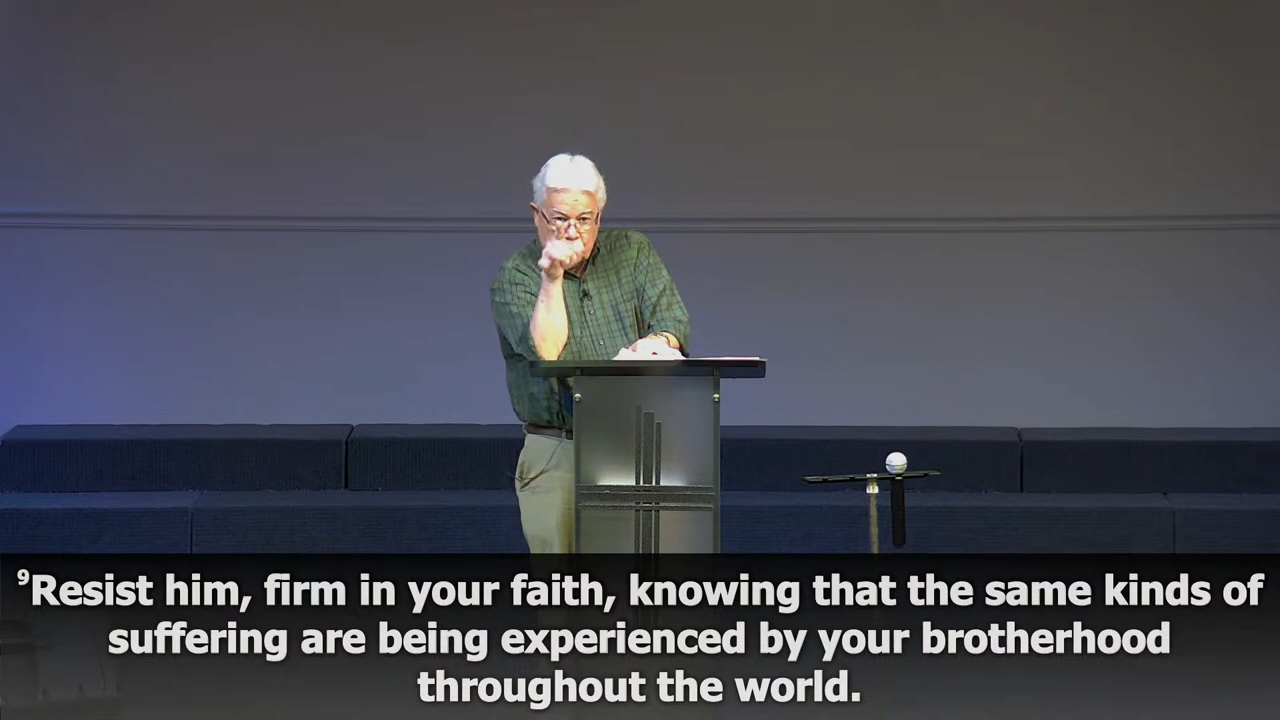 ⁹Resist him, firm in your faith, knowing that the same kinds of
suffering are being experienced by your brotherhood
throughout the world.